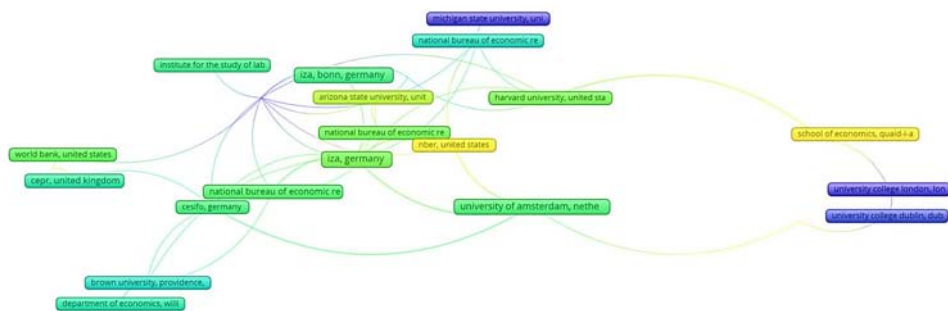 michigan state university, uni
national bureau of economic re
institute for the study of lab
iza, bonn, germany
arizona state university, unit
harvard university, united sta
national bureau of economic re
school of economics, quaid-i-a
nber, united states
world bank, united states
iza, germany
cepr, united kingdom
national bureau of economic re
university college london, lon
cesifo, germany
university of amsterdam, nethe
university college dublin, dub
brown university, providence,
department of economics, willi